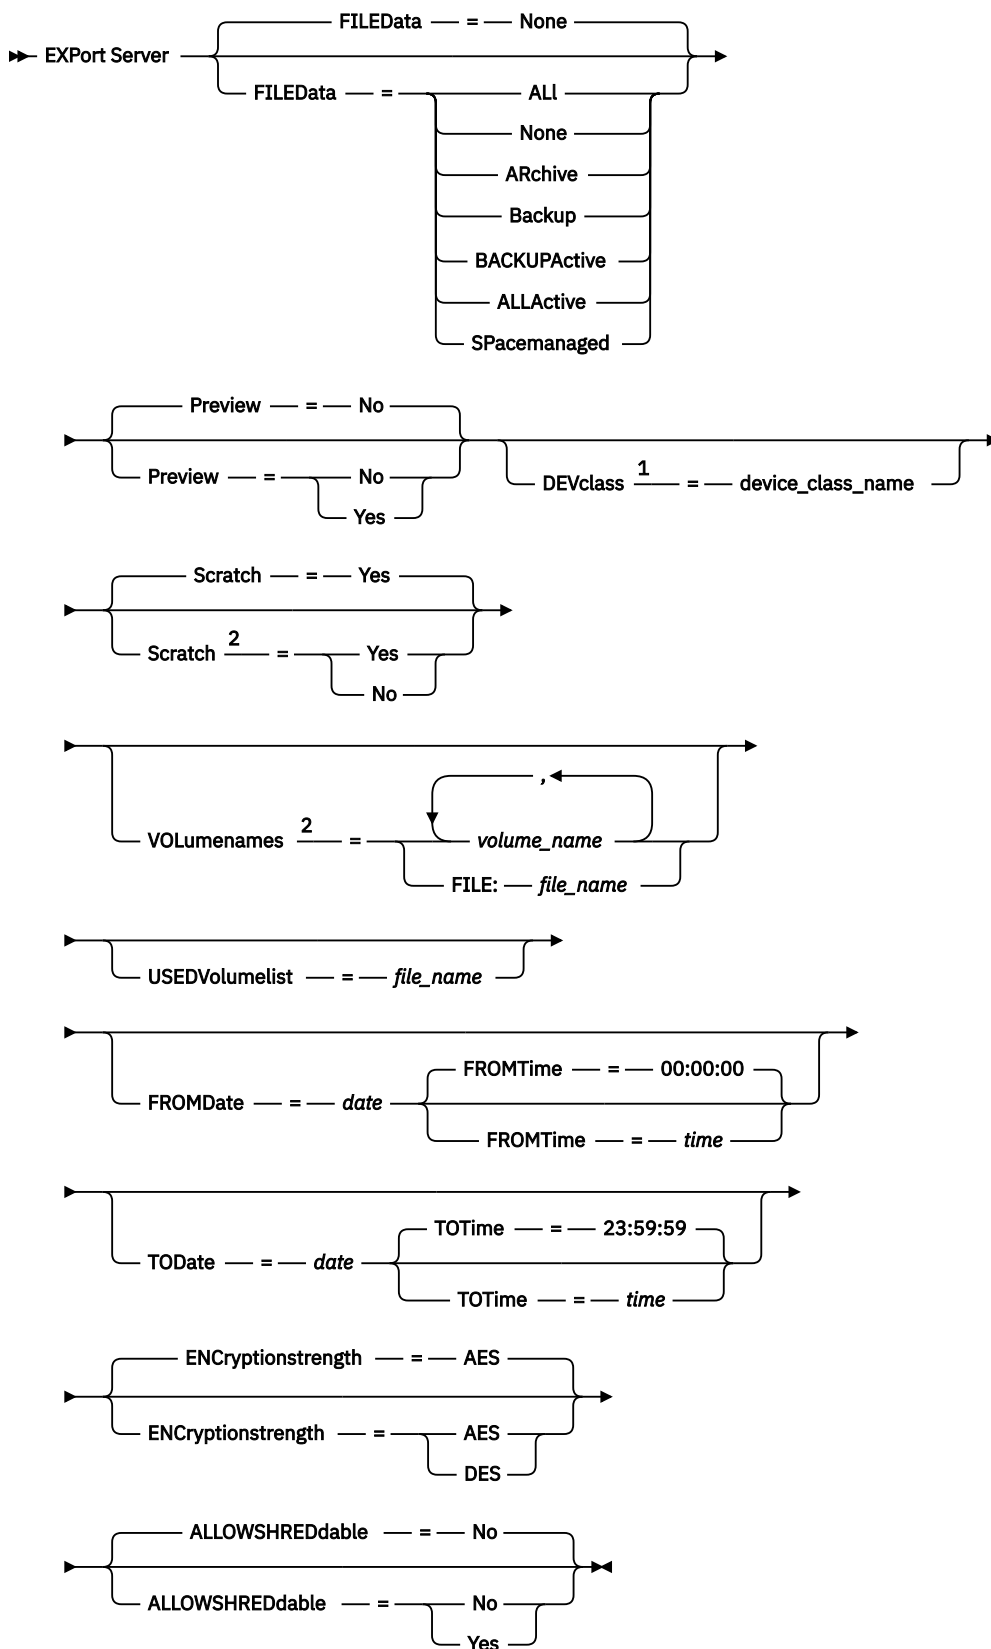 FILEData = None
EXPort Server
FILEData = ALl
None
ARchive
Backup
BACKUPActive
ALLActive
SPacemanaged
Preview = No
Preview = No
Yes
DEVclass 1 = device_class_name
Scratch = Yes
Scratch 2 = Yes
No
,
VOLumenames 2 = volume_name
FILE: file_name
USEDVolumelist = file_name
FROMTime = 00:00:00
FROMDate = date
FROMTime = time
TOTime = 23:59:59
TODate = date
TOTime = time
ENCryptionstrength = AES
ENCryptionstrength = AES
DES
ALLOWSHREDdable = No
ALLOWSHREDdable = No
Yes